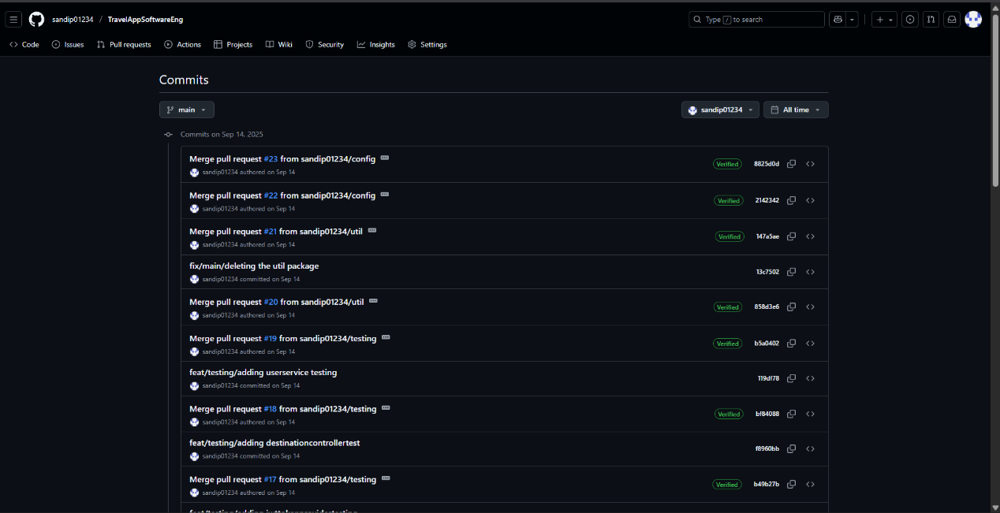 sandip01234 / TravelAppSoftwareEng
Type / to search
Code Issues Pull requests Actions Projects Wiki Security Insights Settings
Commits
main
sandip01234 All time
Commits on Sep 14, 2025
Merge pull request #23 from sandip01234/config
Verified 8825d0d
sandip01234 authored on Sep 14
Merge pull request #22 from sandip01234/config
Verified 2142342
sandip01234 authored on Sep 14
Merge pull request #21 from sandip01234/util
Verified 147a5ae
sandip01234 authored on Sep 14
fix/main/deleting the util package
13c7502
sandip01234 committed on Sep 14
Merge pull request #20 from sandip01234/util
Verified 858d3e6
sandip01234 authored on Sep 14
Merge pull request #19 from sandip01234/testing
Verified b5a0402
sandip01234 authored on Sep 14
feat/testing/adding userservice testing
119df78
sandip01234 committed on Sep 14
Merge pull request #18 from sandip01234/testing
Verified bf84088
sandip01234 authored on Sep 14
feat/testing/adding destinationcontrollertest
f8960bb
sandip01234 committed on Sep 14
Merge pull request #17 from sandip01234/testing
Verified b49b27b
sandip01234 authored on Sep 14
feat/testing/adding